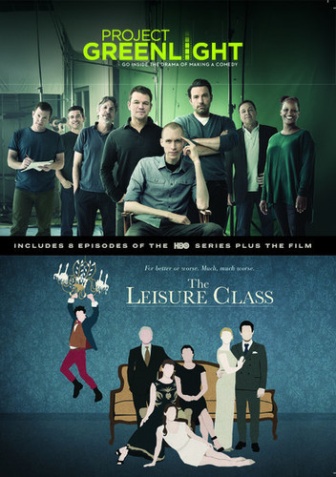 PROJECT
GREENLIGHT
GO INSIDE THE DRAMA OF MAKING A COMEDY
INCLUDES 8 EPISODES OF THE HBO SERIES PLUS THE FILM
For better or worse. Much, much worse.
The
LEISURE CLASS